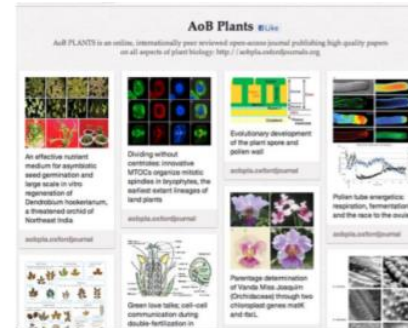 AoB Plants Like
AoB PLANTS is an online, internationally peer reviewed open-access journal publishing high quality papers
on all aspects of plant biology: http://aobpla.oxfordjournals.org
An effective nutrient
medium for asymbiotic
seed germination and
large scale in vitro
regeneration of
Dendrobium hookerianum,
a threatened orchid of
Northeast India
aobpla.oxfordjournal
Dividing without
centrioles: innovative
MTOCs organize mitotic
spindles in bryophytes, the
earliest extant lineages of
land plants
aobpla.oxfordjournal
Green love talks; cell–cell
communication during
double-fertilization in
Evolutionary development
of the plant spore and
pollen wall
aobpla.oxfordjournal
Parentage determination
of Vanda Miss Joaquim
(Orchidaceae) through two
chloroplast genes matK
and rbcL
Pollen tube energetics:
respiration, fermentation
and the race to the ovule
aobpla.oxfordjournal